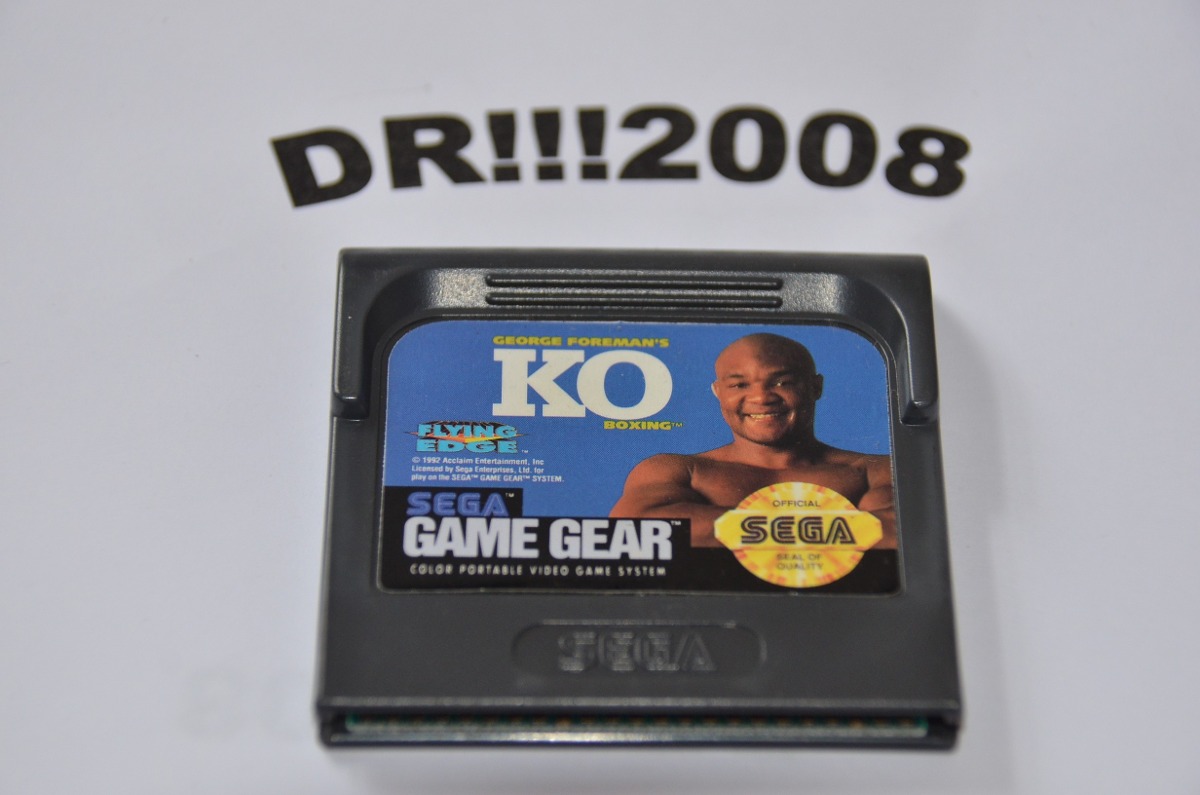 DR!!!2008
GEORGE FOREMAN'S
KO
BOXING™
FLYING
EDGE™
© 1992 Acclaim Entertainment, Inc
Licensed by Sega Enterprises, Ltd. for
play on the SEGA™ GAME GEAR™ SYSTEM.
SEGA™
GAME GEAR™
COLOR PORTABLE VIDEO GAME SYSTEM
OFFICIAL
SEGA
SEAL OF
QUALITY
SEGA